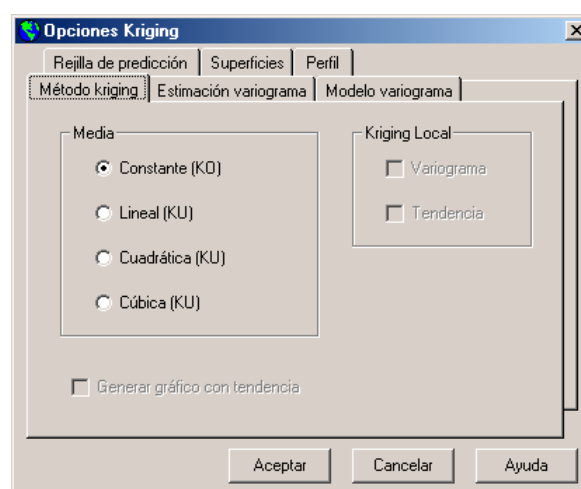 Opciones Kriging
Rejilla de predicción
Superficies
Perfil
Método kriging
Estimación variograma
Modelo variograma
Media
Constante (KO)
Lineal (KU)
Cuadrática (KU)
Cúbica (KU)
Kriging Local
Variograma
Tendencia
Generar gráfico con tendencia
Aceptar
Cancelar
Ayuda